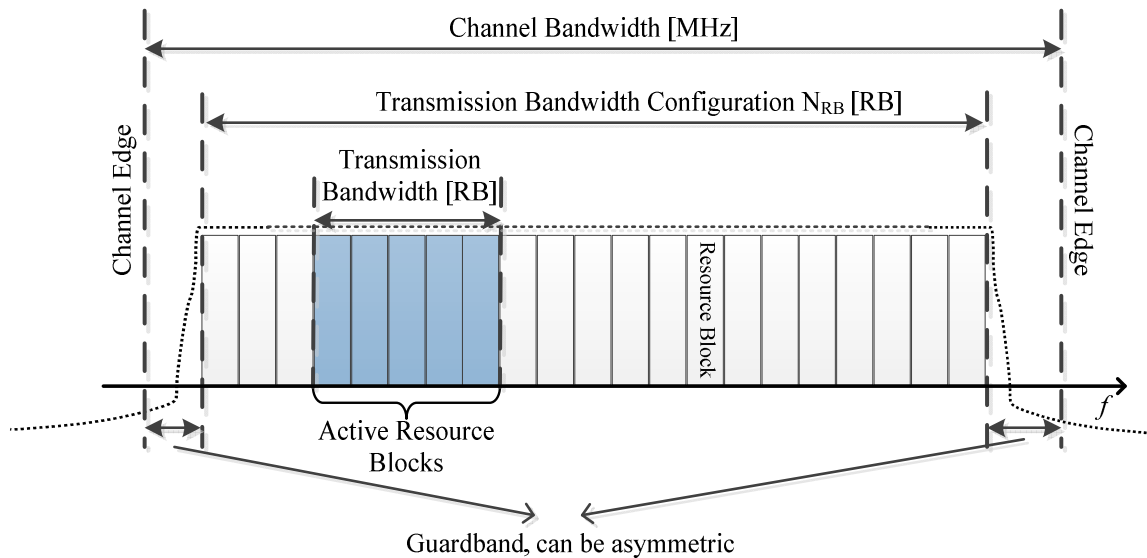 Channel Bandwidth [MHz]
Transmission Bandwidth Configuration NRB [RB]
Channel Edge
Transmission
Bandwidth [RB]
Channel Edge
Resource Block
f
Active Resource
Blocks
Guardband, can be asymmetric